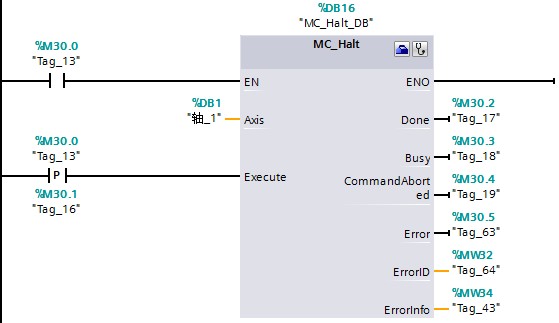 %DB16
"MC_Halt_DB"
%M30.0
"Tag_13"
MC_Halt
EN
ENO
%DB1
"轴_1"
Axis
Done
%M30.2
"Tag_17"
%M30.0
"Tag_13"
P
%M30.1
"Tag_16"
Execute
Busy
%M30.3
"Tag_18"
CommandAbort
ed
%M30.4
"Tag_19"
Error
%M30.5
"Tag_63"
ErrorID
%MW32
"Tag_64"
ErrorInfo
%MW34
"Tag_43"